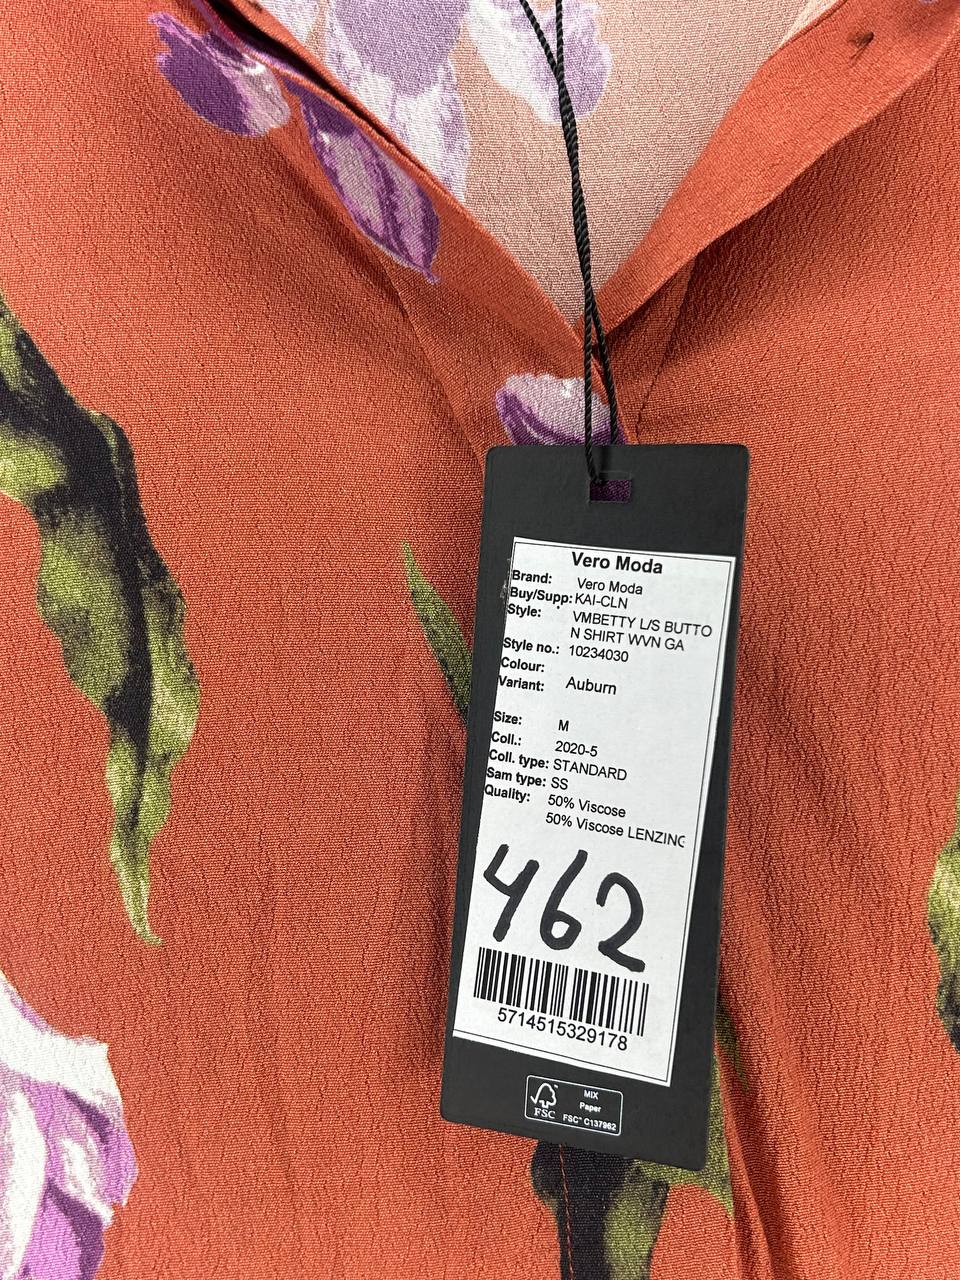 Vero Moda
Brand: Vero Moda
Buy/Supp: KAI-CLN
Style: VMBETTY L/S BUTTO
N SHIRT WVN GA
Style no.: 10234030
Colour:
Variant: Auburn
Size: M
Coll.: 2020-5
Coll. type: STANDARD
Sam type: SS
Quality: 50% Viscose
50% Viscose LENZING
462
5714515329178
MIX
Paper
FSC FSC™ C137962